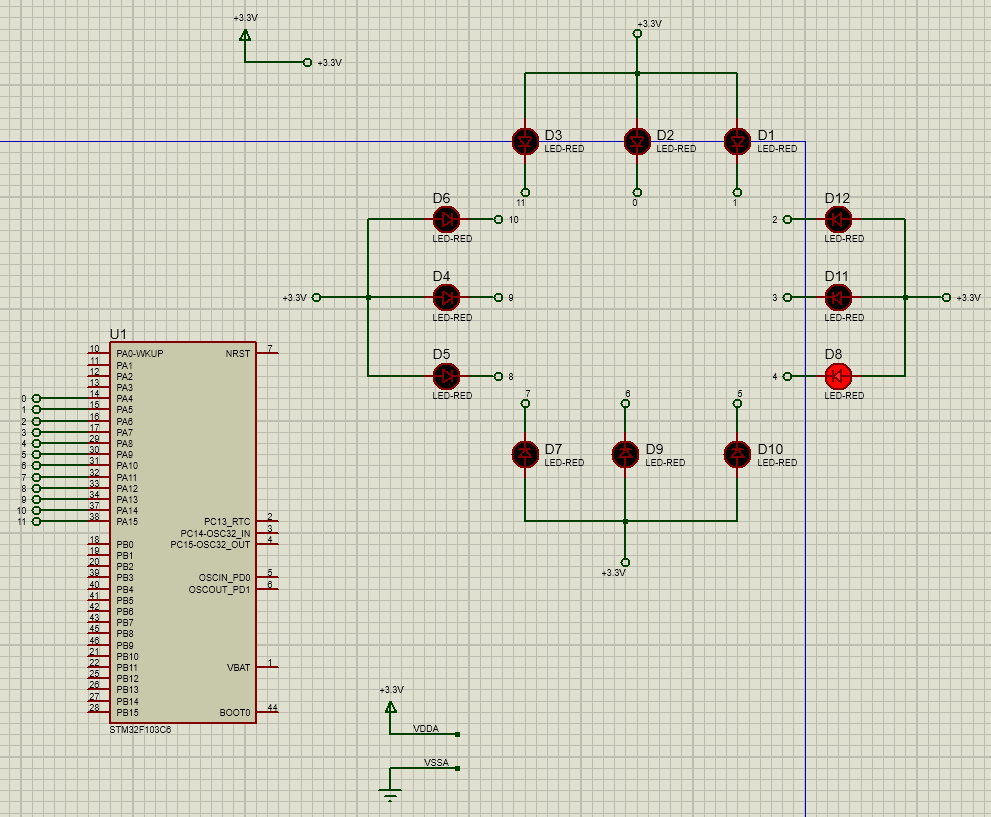 +3.3V
+3.3V
+3.3V
D3
LED-RED
D2
LED-RED
D1
LED-RED
11
0
1
D6
LED-RED
10
D4
LED-RED
9
D5
LED-RED
8
+3.3V
2
D12
LED-RED
3
D11
LED-RED
4
D8
LED-RED
+3.3V
7
6
5
D7
LED-RED
D9
LED-RED
D10
LED-RED
+3.3V
U1
10 PA0-WKUP NRST 7
11 PA1
12 PA2
13 PA3
0 14 PA4
1 15 PA5
2 16 PA6
3 17 PA7
4 29 PA8
5 30 PA9
6 31 PA10
7 32 PA11
8 33 PA12
9 34 PA13
10 37 PA14
11 38 PA15 PC13_RTC 2
PC14-OSC32_IN 3
18 PB0 PC15-OSC32_OUT 4
19 PB1
20 PB2
39 PB3 OSCIN_PD0 5
40 PB4 OSCOUT_PD1 6
41 PB5
42 PB6
43 PB7
45 PB8
46 PB9
21 PB10
22 PB11 VBAT 1
25 PB12
26 PB13
27 PB14
28 PB15 BOOT0 44
STM32F103C6
+3.3V
VDDA
VSSA